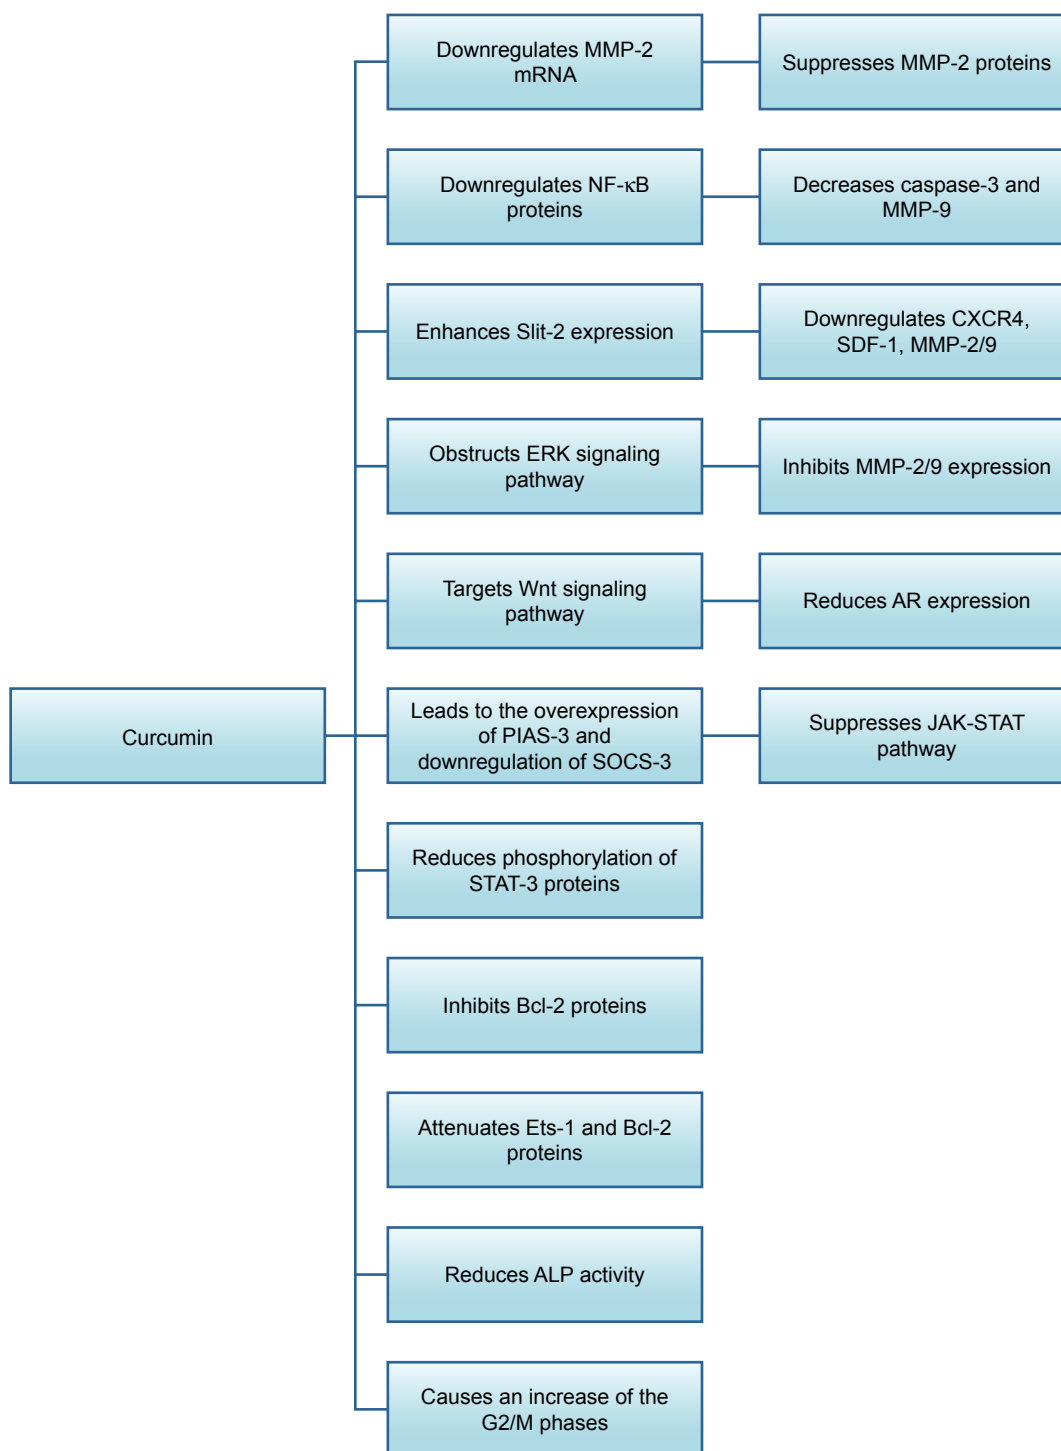 Downregulates MMP-2
mRNA
Suppresses MMP-2 proteins
Downregulates NF-κB
proteins
Decreases caspase-3 and
MMP-9
Enhances Slit-2 expression
Downregulates CXCR4,
SDF-1, MMP-2/9
Obstructs ERK signaling
pathway
Inhibits MMP-2/9 expression
Targets Wnt signaling
pathway
Reduces AR expression
Curcumin
Leads to the overexpression
of PIAS-3 and
downregulation of SOCS-3
Suppresses JAK-STAT
pathway
Reduces phosphorylation of
STAT-3 proteins
Inhibits Bcl-2 proteins
Attenuates Ets-1 and Bcl-2
proteins
Reduces ALP activity
Causes an increase of the
G2/M phases